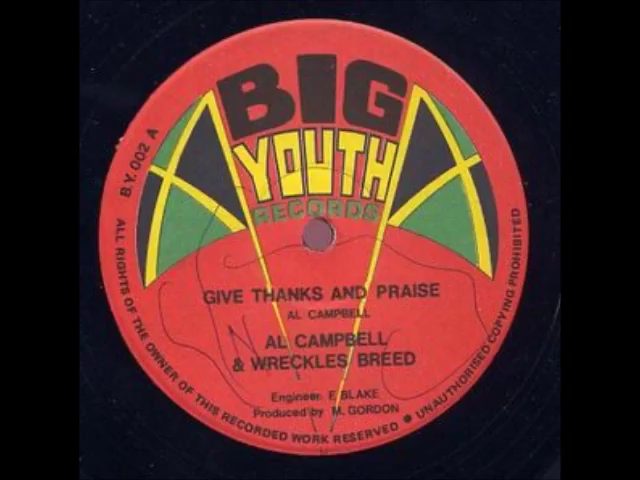 BIG
YOUTH
RECORDS
B.Y. 002 A
GIVE THANKS AND PRAISE
AL CAMPBELL
AL CAMPBELL
& WRECKLES BREED
Engineer F. BLAKE
Produced by M. GORDON
ALL RIGHTS OF THE OWNER OF THIS RECORDED WORK RESERVED ● UNAUTHORISED COPYING PROHIBITED